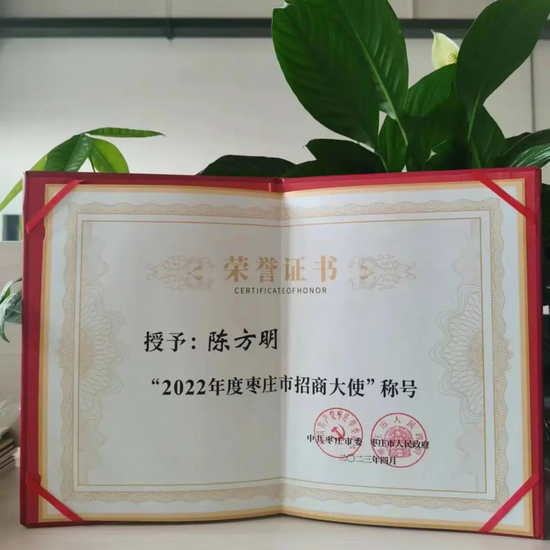 荣誉证书
CERTIFICATEOFHONOR
授予：陈方明
“2022年度枣庄市招商大使”称号
中共枣庄市委 枣庄市人民政府
二〇二三年四月